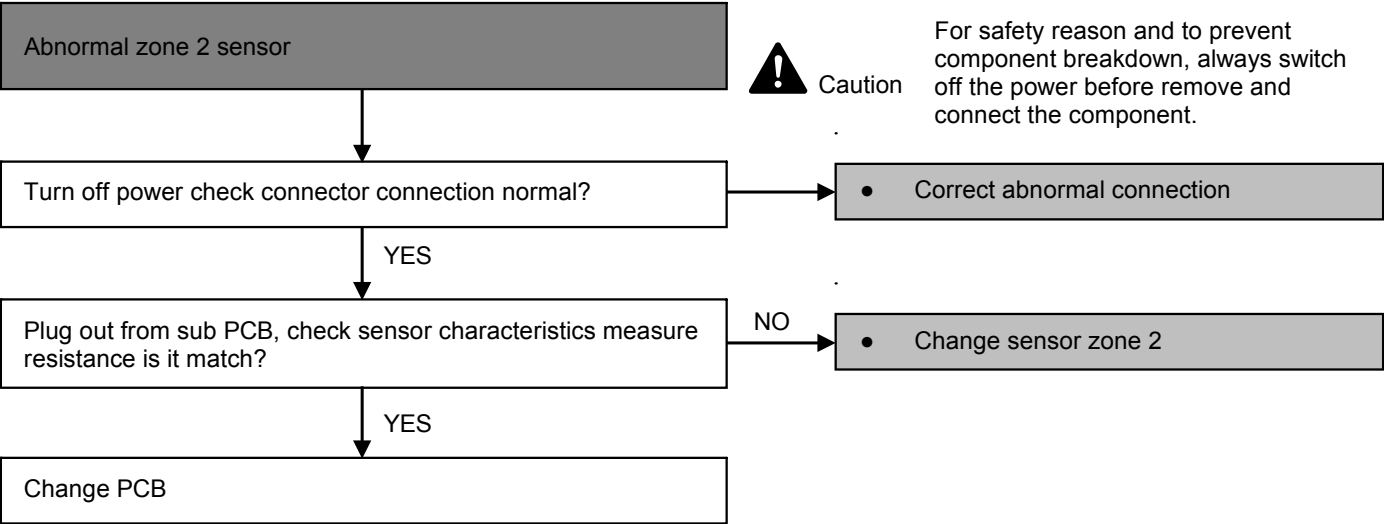 Abnormal zone 2 sensor
Caution
For safety reason and to prevent
component breakdown, always switch
off the power before remove and
connect the component.
.
Turn off power check connector connection normal?
● Correct abnormal connection
YES
.
Plug out from sub PCB, check sensor characteristics measure
resistance is it match?
NO
● Change sensor zone 2
YES
Change PCB